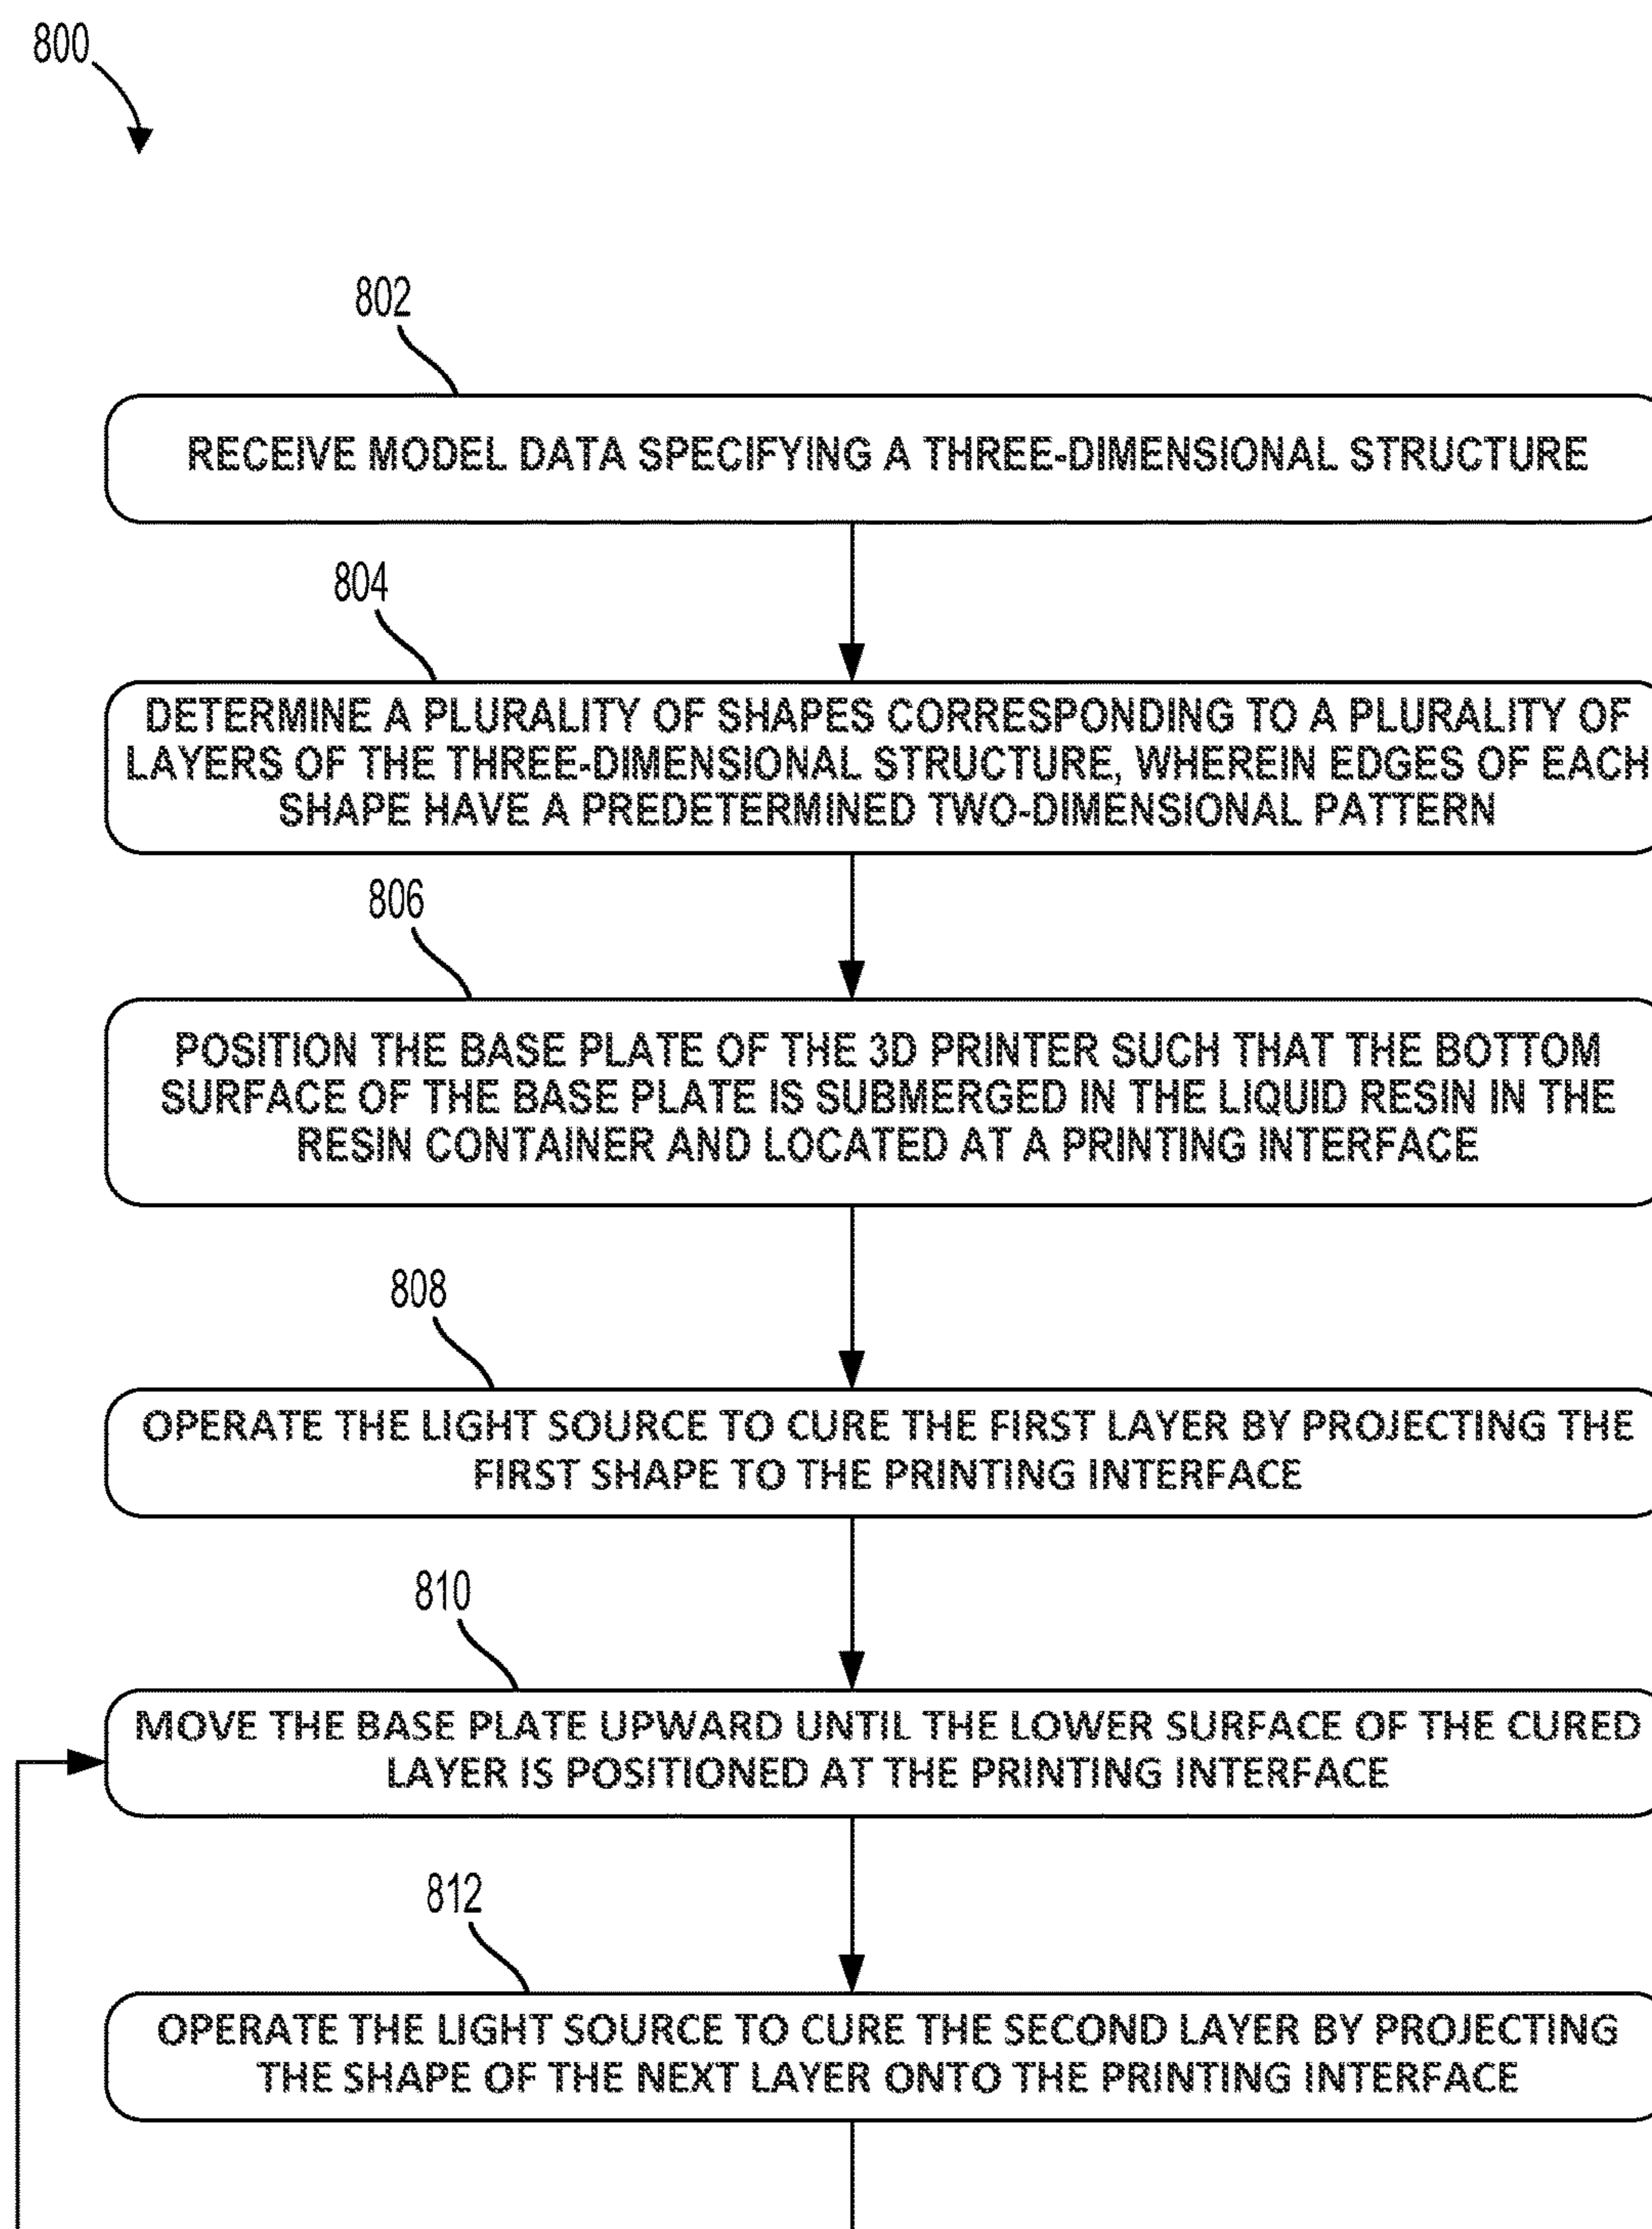 800
802
RECEIVE MODEL DATA SPECIFYING A THREE-DIMENSIONAL STRUCTURE
804
DETERMINE A PLURALITY OF SHAPES CORRESPONDING TO A PLURALITY OF
LAYERS OF THE THREE-DIMENSIONAL STRUCTURE, WHEREIN EDGES OF EACH
SHAPE HAVE A PREDETERMINED TWO-DIMENSIONAL PATTERN
806
POSITION THE BASE PLATE OF THE 3D PRINTER SUCH THAT THE BOTTOM
SURFACE OF THE BASE PLATE IS SUBMERGED IN THE LIQUID RESIN IN THE
RESIN CONTAINER AND LOCATED AT A PRINTING INTERFACE
808
OPERATE THE LIGHT SOURCE TO CURE THE FIRST LAYER BY PROJECTING THE
FIRST SHAPE TO THE PRINTING INTERFACE
810
MOVE THE BASE PLATE UPWARD UNTIL THE LOWER SURFACE OF THE CURED
LAYER IS POSITIONED AT THE PRINTING INTERFACE
812
OPERATE THE LIGHT SOURCE TO CURE THE SECOND LAYER BY PROJECTING
THE SHAPE OF THE NEXT LAYER ONTO THE PRINTING INTERFACE